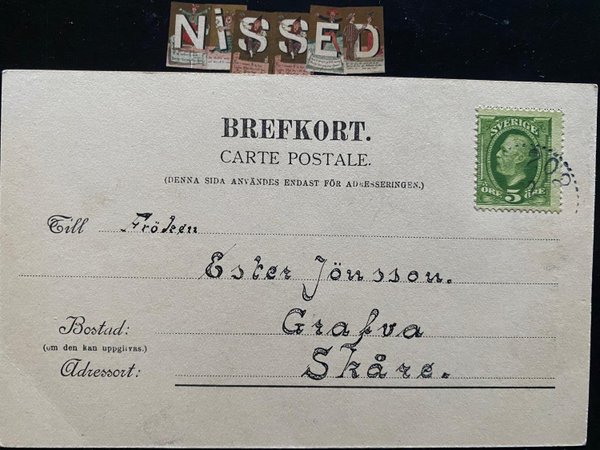 NISSED
BREFKORT.
CARTE POSTALE.
(DENNA SIDA ANVÄNDES ENDAST FÖR ADRESSERINGEN.)
SVERIGE
ÖRE 5 ÖRE
Till Fröken
Ester Jönsson.
Bostad: Grafva
(om den kan uppgifvas.)
Adressort: Skåre.